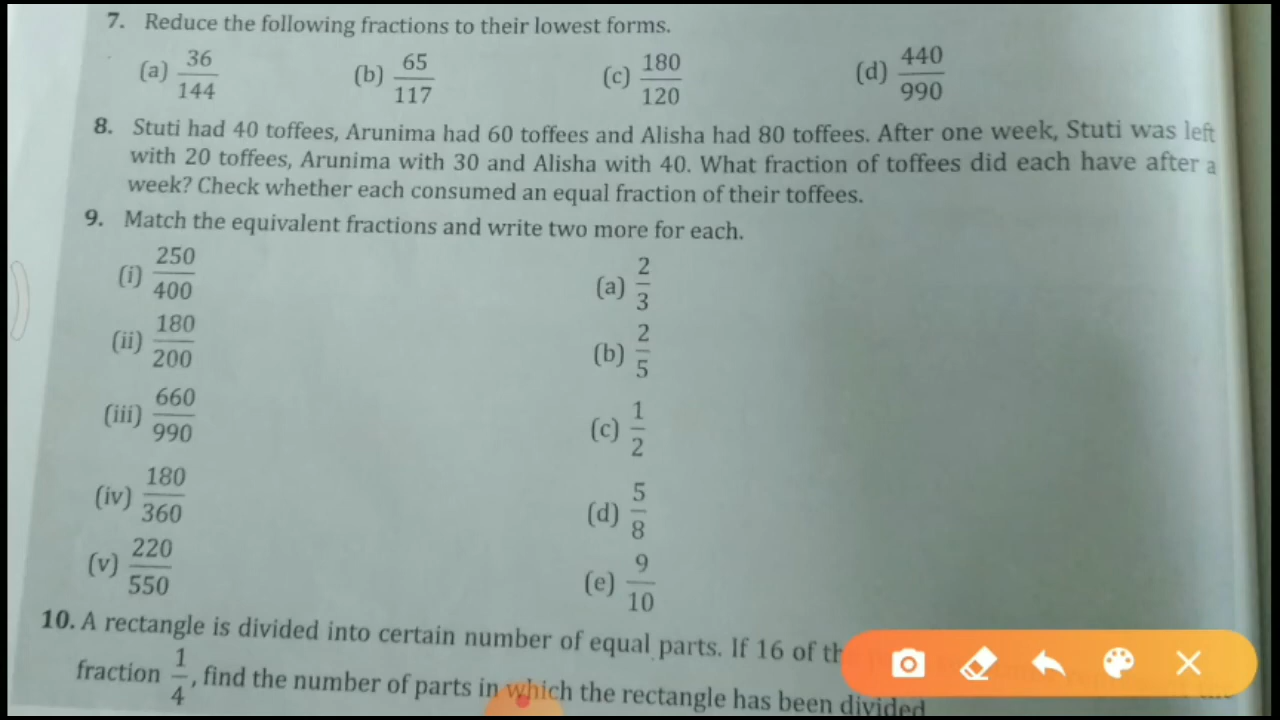 7. Reduce the following fractions to their lowest forms.
(a) 36/144 (b) 65/117 (c) 180/120 (d) 440/990
8. Stuti had 40 toffees, Arunima had 60 toffees and Alisha had 80 toffees. After one week, Stuti was left
with 20 toffees, Arunima with 30 and Alisha with 40. What fraction of toffees did each have after a
week? Check whether each consumed an equal fraction of their toffees.
9. Match the equivalent fractions and write two more for each.
(i) 250/400 (a) 2/3
(ii) 180/200 (b) 2/5
(iii) 660/990 (c) 1/2
(iv) 180/360 (d) 5/8
(v) 220/550 (e) 9/10
10. A rectangle is divided into certain number of equal parts. If 16 of
fraction 1/4, find the number of parts in which the rectangle has been divided